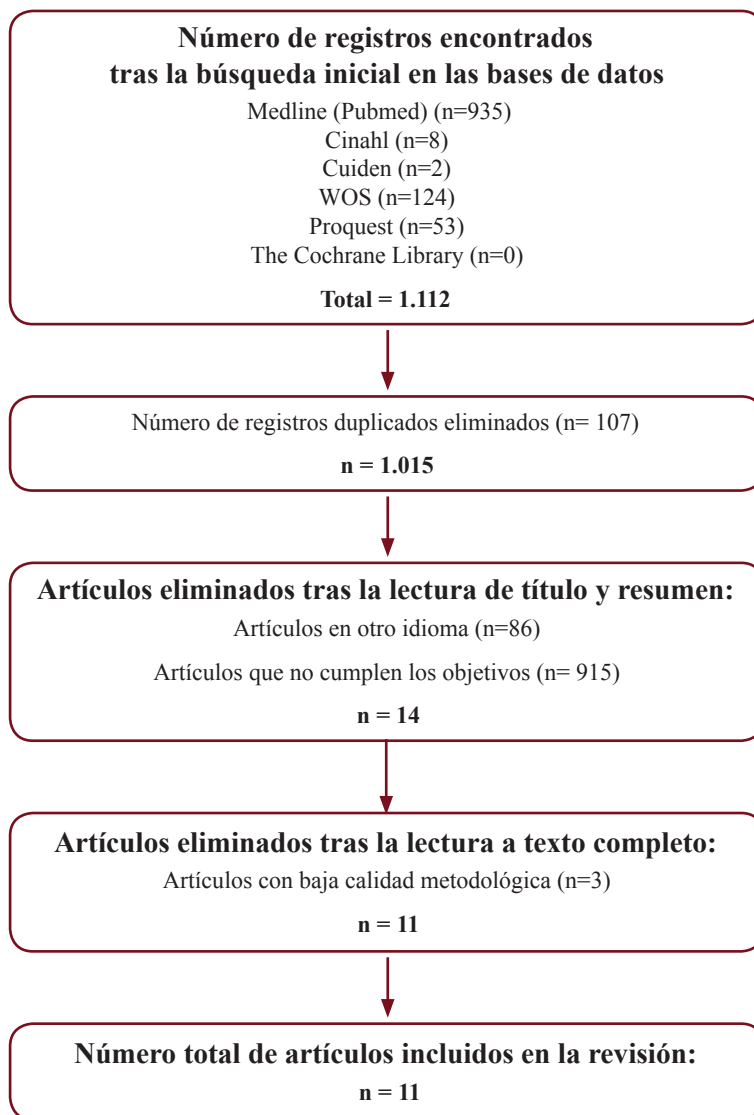 Número de registros encontrados
tras la búsqueda inicial en las bases de datos
Medline (Pubmed) (n=935)
Cinahl (n=8)
Cuiden (n=2)
WOS (n=124)
Proquest (n=53)
The Cochrane Library (n=0)
Total = 1.112
Número de registros duplicados eliminados (n= 107)
n = 1.015
Artículos eliminados tras la lectura de título y resumen:
Artículos en otro idioma (n=86)
Artículos que no cumplen los objetivos (n= 915)
n = 14
Artículos eliminados tras la lectura a texto completo:
Artículos con baja calidad metodológica (n=3)
n = 11
Número total de artículos incluidos en la revisión:
n = 11